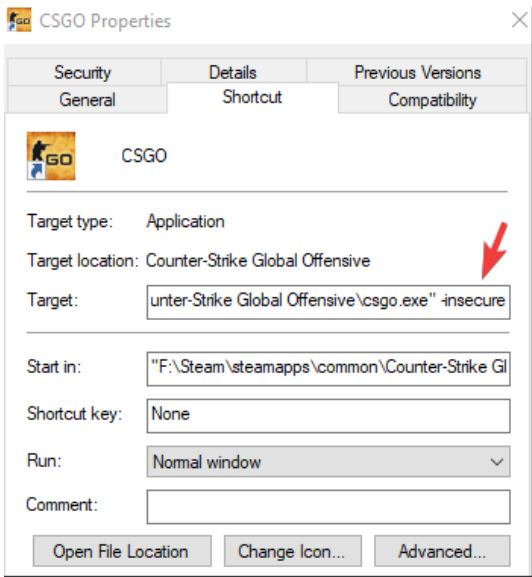 CSGO Properties
Security Details Previous Versions
General Shortcut Compatibility
GO CSGO
Target type: Application
Target location: Counter-Strike Global Offensive
Target: unter-Strike Global Offensive\csgo.exe" -insecure
Start in: "F:\Steam\steamapps\common\Counter-Strike Gl
Shortcut key: None
Run: Normal window
Comment:
Open File Location Change Icon... Advanced...